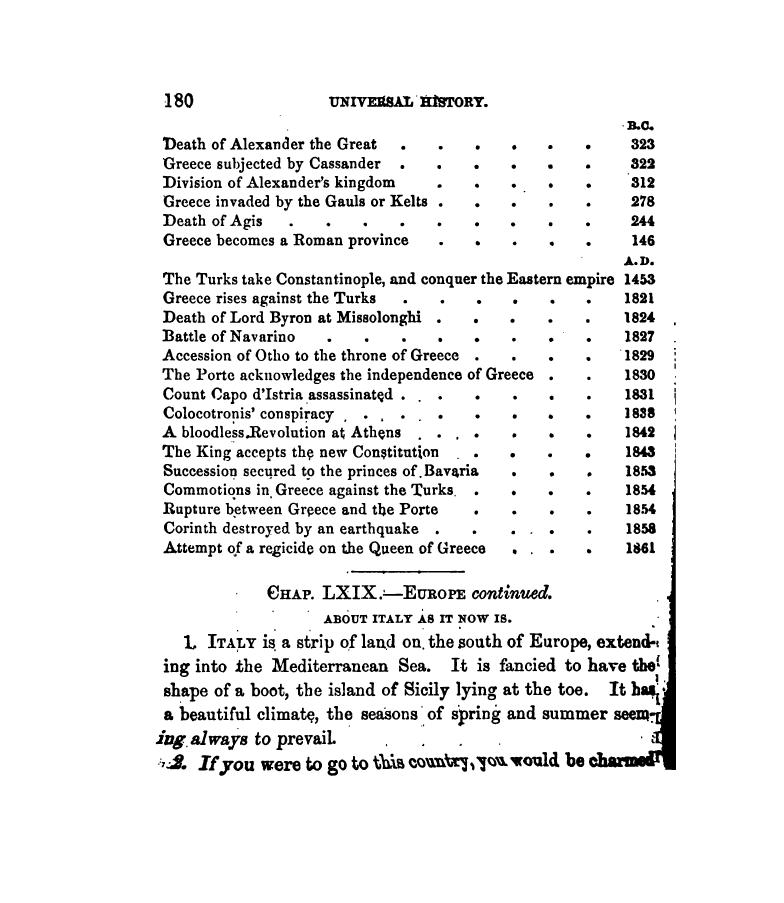 180 UNIVERSAL HISTORY.
B.C.
Death of Alexander the Great . . . . . . 323
Greece subjected by Cassander . . . . . . 322
Division of Alexander's kingdom . . . . . 312
Greece invaded by the Gauls or Kelts . . . . . 278
Death of Agis . . . . . . . . . 244
Greece becomes a Roman province . . . . . 146
A.D.
The Turks take Constantinople, and conquer the Eastern empire 1453
Greece rises against the Turks . . . . . . 1821
Death of Lord Byron at Missolonghi . . . . . 1824
Battle of Navarino . . . . . . . . 1827
Accession of Otho to the throne of Greece . . . . 1829
The Porte acknowledges the independence of Greece . . 1830
Count Capo d'Istria assassinated . . . . . . 1831
Colocotronis' conspiracy . . . . . . . 1838
A bloodless Revolution at Athens . . . . . . 1842
The King accepts the new Constitution . . . . 1843
Succession secured to the princes of Bavaria . . . 1853
Commotions in Greece against the Turks . . . . 1854
Rupture between Greece and the Porte . . . . 1854
Corinth destroyed by an earthquake . . . . . 1858
Attempt of a regicide on the Queen of Greece . . . 1861
CHAP. LXIX.—EUROPE continued.
ABOUT ITALY AS IT NOW IS.
1. ITALY is a strip of land on the south of Europe, extend-
ing into the Mediterranean Sea. It is fancied to have the
shape of a boot, the island of Sicily lying at the toe. It has
a beautiful climate, the seasons of spring and summer seem-
ing always to prevail.
2. If you were to go to this country, you would be charmed